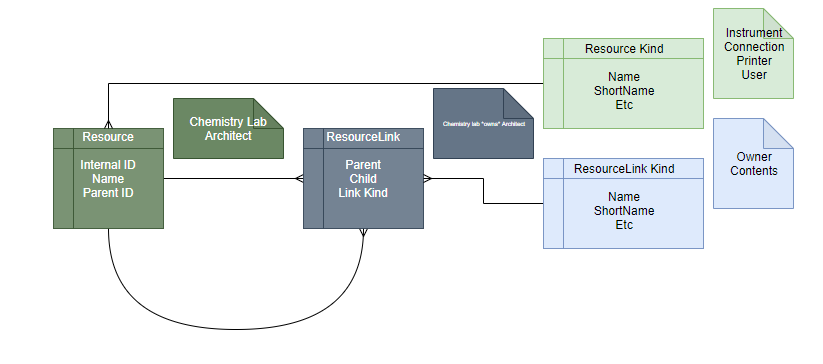 Instrument
Connection
Printer
User
Resource Kind
Name
ShortName
Etc
Chemistry Lab
Architect
Chemistry lab "owns" Architect
Resource
Internal ID
Name
Parent ID
ResourceLink
Parent
Child
Link Kind
ResourceLink Kind
Name
ShortName
Etc
Owner
Contents